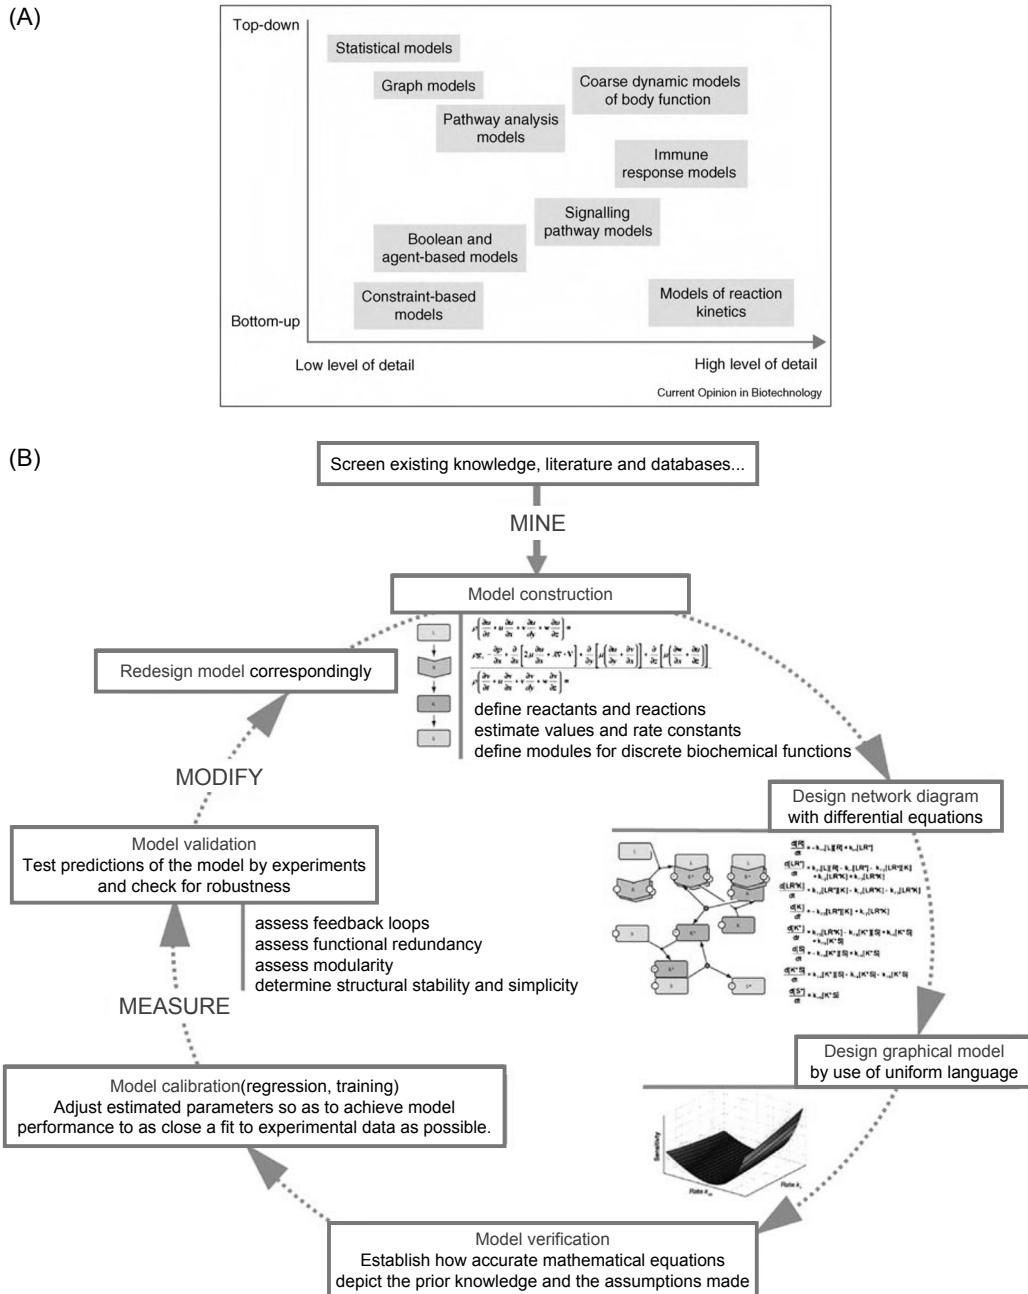 (A)
Top-down
Statistical models
Graph models
Coarse dynamic models
of body function
Pathway analysis
models
Immune
response models
Signalling
pathway models
Boolean and
agent-based models
Constraint-based
models
Models of reaction
kinetics
Bottom-up
Low level of detail
High level of detail
Current Opinion in Biotechnology
(B)
Screen existing knowledge, literature and databases...
MINE
Model construction
define reactants and reactions
estimate values and rate constants
define modules for discrete biochemical functions
Redesign model correspondingly
MODIFY
Design network diagram
with differential equations
Model validation
Test predictions of the model by experiments
and check for robustness
assess feedback loops
assess functional redundancy
assess modularity
determine structural stability and simplicity
MEASURE
Design graphical model
by use of uniform language
Sensitivity
Rate
Rate
Model calibration(regression, training)
Adjust estimated parameters so as to achieve model
performance to as close a fit to experimental data as possible.
Model verification
Establish how accurate mathematical equations
depict the prior knowledge and the assumptions made